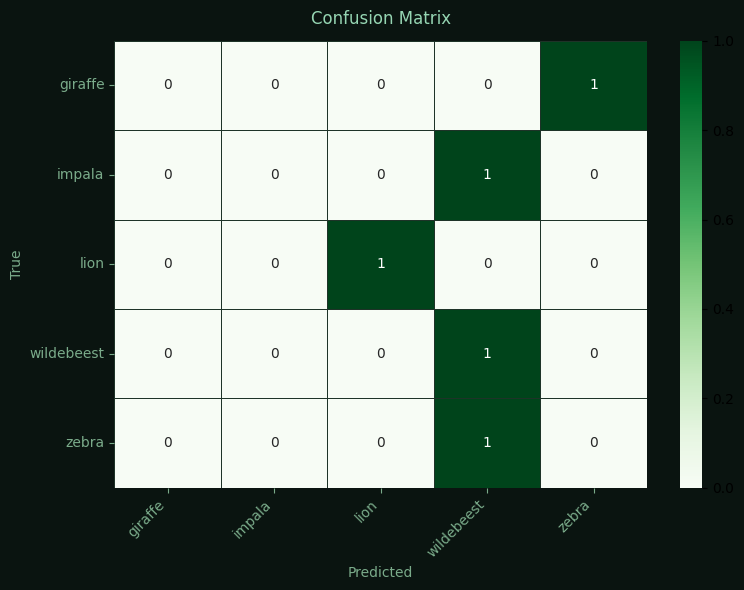 Confusion Matrix
giraffe 0 0 0 0 1
impala 0 0 0 1 0
lion 0 0 1 0 0
wildebeest 0 0 0 1 0
zebra 0 0 0 1 0
True
giraffe impala lion wildebeest zebra
Predicted
1.0
0.8
0.6
0.4
0.2
0.0